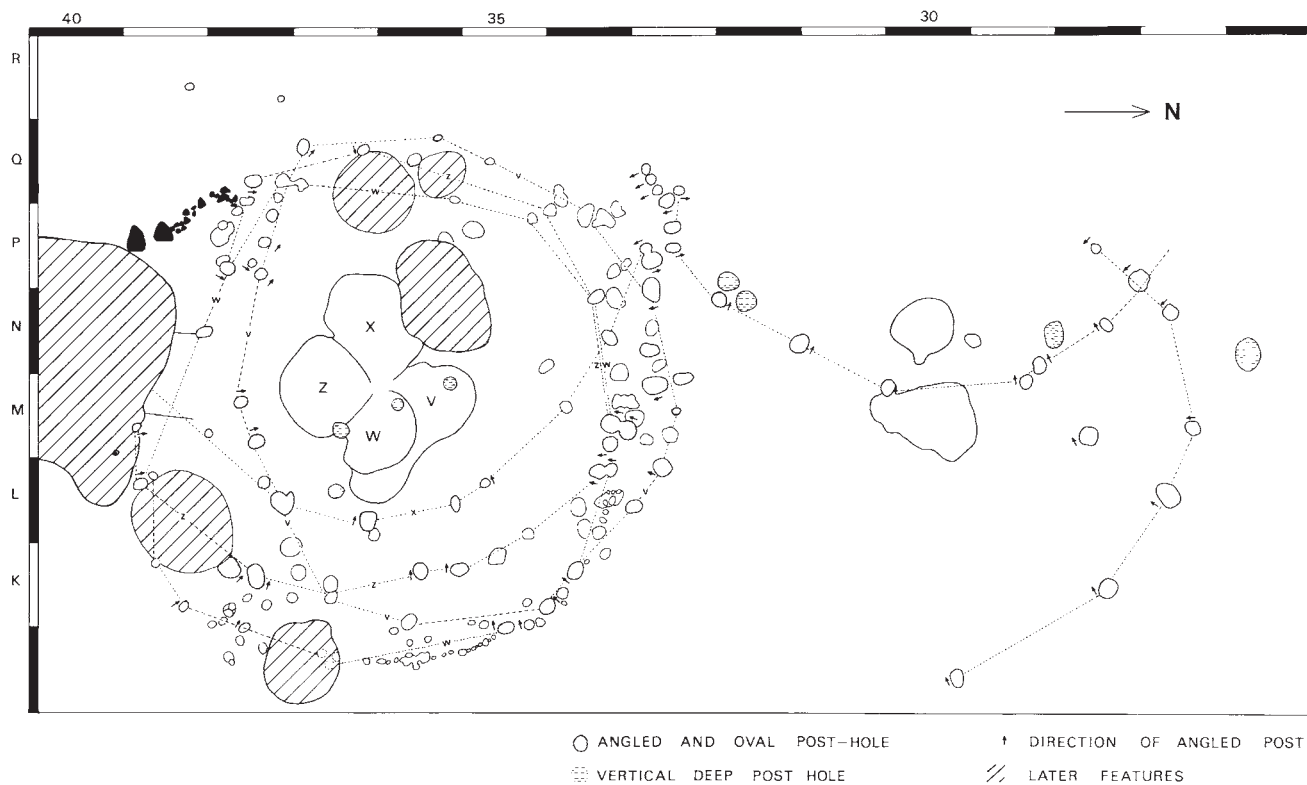 40 35 30
R
N
Q
z
w v
P
w
N
X
v
z w
Z V
M
W
L
v
x
z
K
z
v
w
ANGLED AND OVAL POST-HOLE DIRECTION OF ANGLED POST
VERTICAL DEEP POST HOLE LATER FEATURES